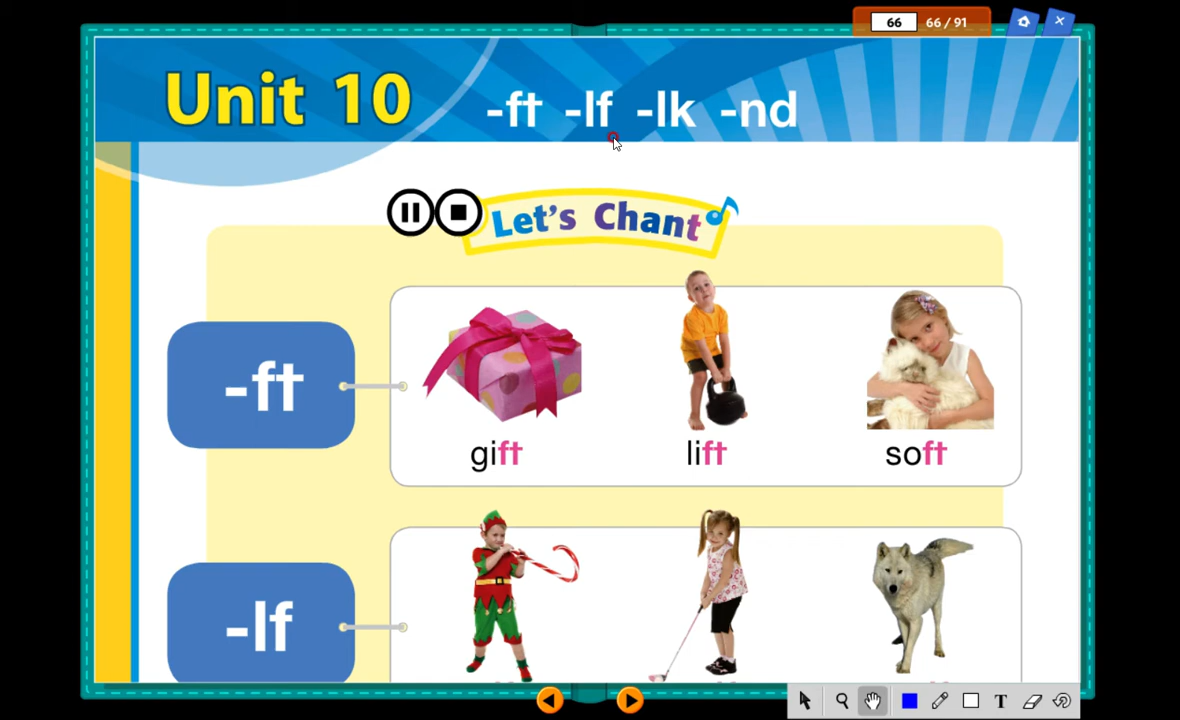 66 66 / 91
Unit 10 -ft -lf -lk -nd
Let's Chant
-ft
gift lift soft
-lf
T